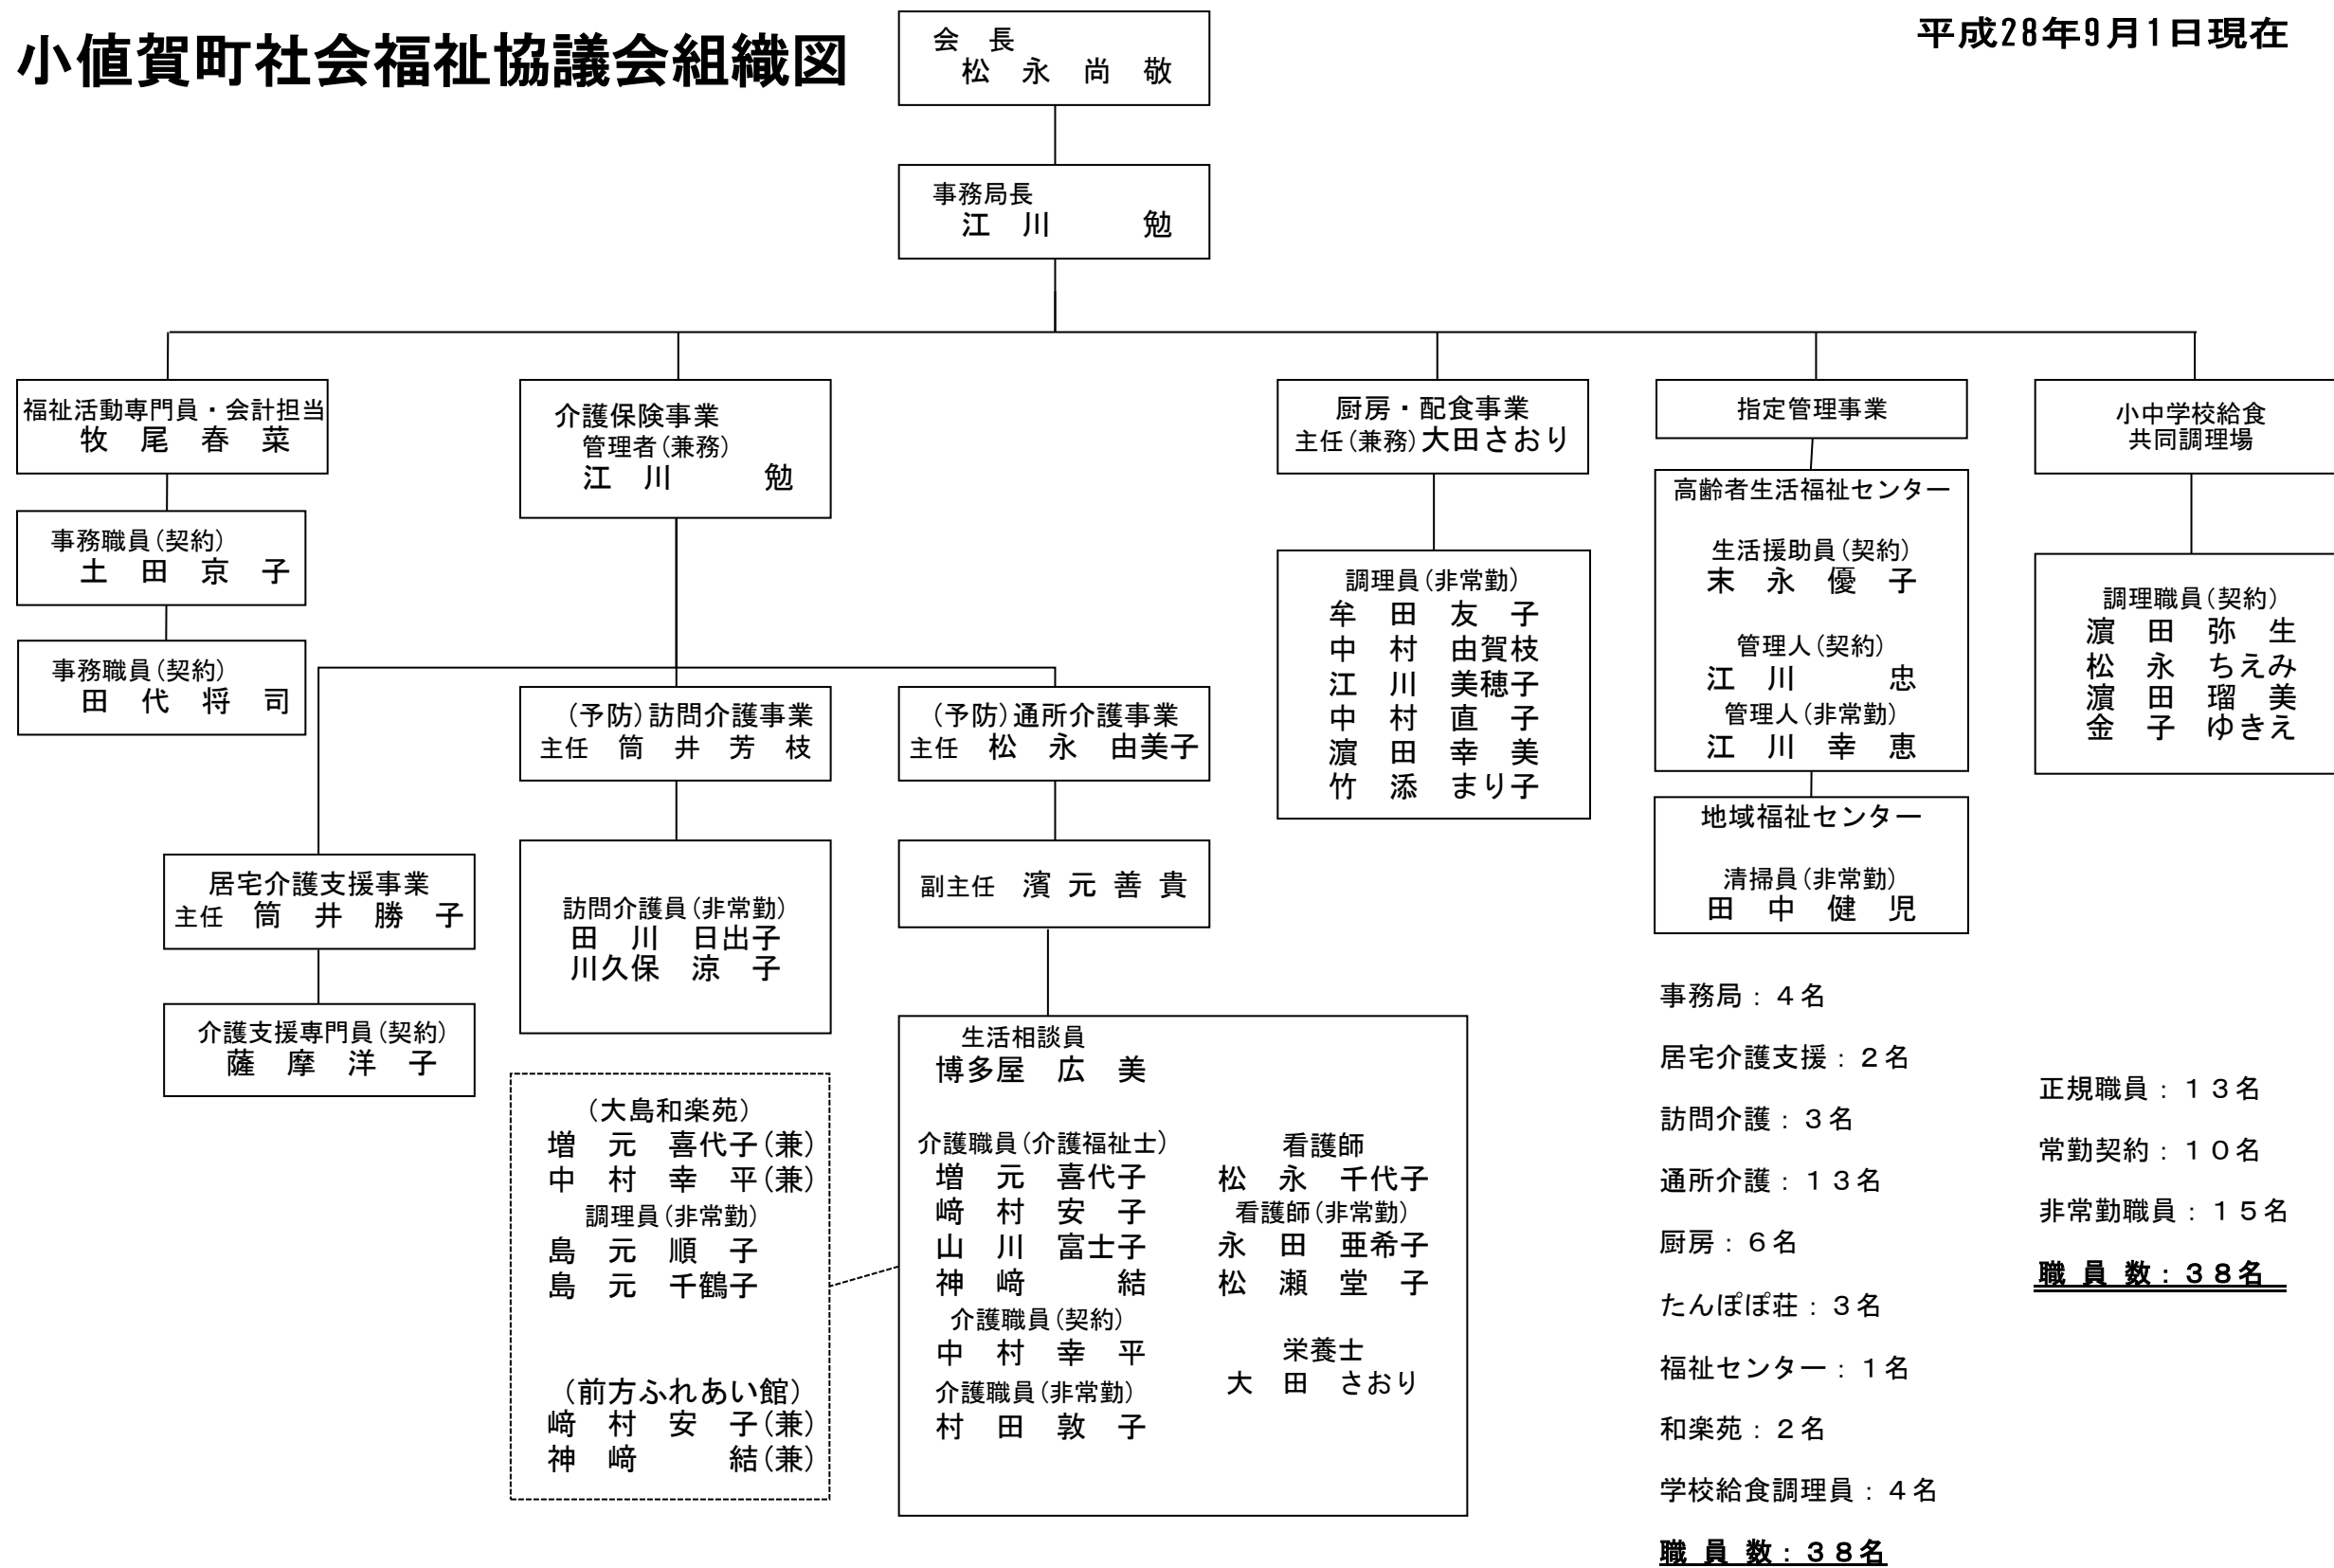 小値賀町社会福祉協議会組織図
平成28年9月1日現在
会　長
松　永　尚　敬
事務局長
江　川　　　勉
福祉活動専門員・会計担当
牧　尾　春　菜
事務職員(契約)
土　田　京　子
事務職員(契約)
田　代　将　司
介護保険事業
管理者(兼務)
江　川　　　勉
居宅介護支援事業
主任　筒　井　勝　子
介護支援専門員(契約)
薩　摩　洋　子
(予防)訪問介護事業
主任　筒　井　芳　枝
訪問介護員(非常勤)
田　川　日出子
川久保　涼　子
(大島和楽苑)
増　元　喜代子(兼)
中　村　幸　平(兼)
調理員(非常勤)
島　元　順　子
島　元　千鶴子
(前方ふれあい館)
﨑　村　安　子(兼)
神　﨑　　　結(兼)
(予防)通所介護事業
主任　松　永　由美子
副主任　濱 元 善 貴
生活相談員
博多屋　広　美
介護職員(介護福祉士)
増　元　喜代子
﨑　村　安　子
山　川　富士子
神　﨑　　　結
介護職員(契約)
中　村　幸　平
介護職員(非常勤)
村　田　敦　子
看護師
松　永　千代子
看護師(非常勤)
永　田　亜希子
松　瀬　堂　子
栄養士
大　田　さおり
厨房・配食事業
主任(兼務)大田さおり
調理員(非常勤)
牟　田　友　子
中　村　由賀枝
江　川　美穂子
中　村　直　子
濵　田　幸　美
竹　添　まり子
指定管理事業
高齢者生活福祉センター
生活援助員(契約)
末　永　優　子
管理人(契約)
江　川　　　忠
管理人(非常勤)
江　川　幸　恵
地域福祉センター
清掃員(非常勤)
田　中　健　児
小中学校給食
共同調理場
調理職員(契約)
濵　田　弥　生
松　永　ちえみ
濵　田　瑠　美
金　子　ゆきえ
事務局：４名
居宅介護支援：２名
訪問介護：３名
通所介護：１３名
厨房：６名
たんぽぽ荘：３名
福祉センター：１名
和楽苑：２名
学校給食調理員：４名
職 員 数：３８名
正規職員：１３名
常勤契約：１０名
非常勤職員：１５名
職 員 数：３８名